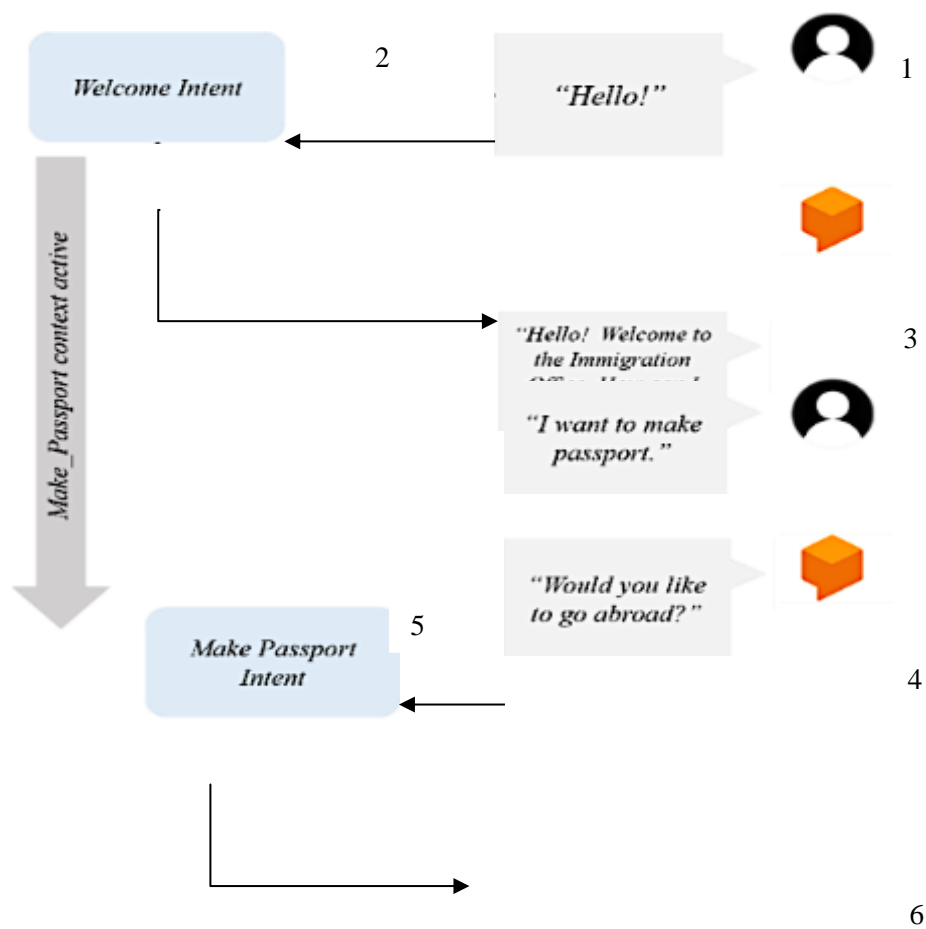 Welcome Intent
2
“Hello!”
1
Make_Passport context active
“Hello! Welcome to
the Immigration
3
“I want to make
passport.”
“Would you like
to go abroad?”
5
Make Passport
Intent
4
6